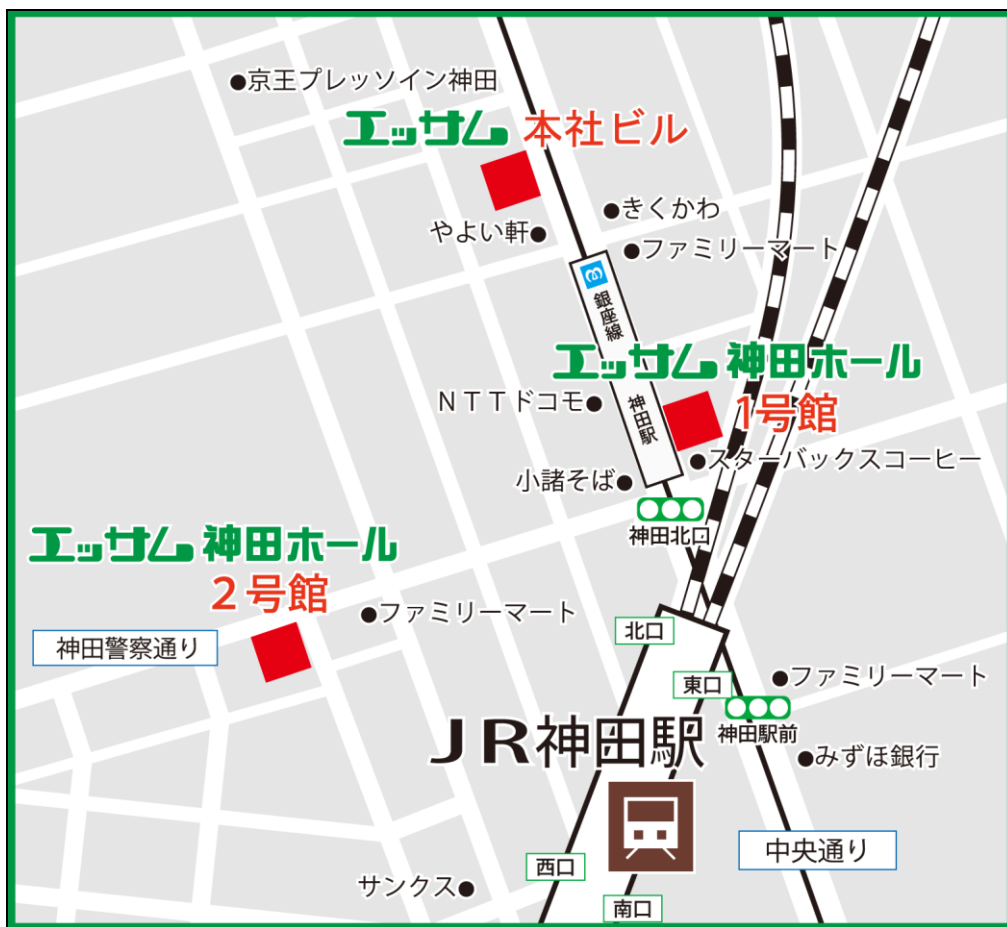 ●京王プレッソイン神田
エッサム 本社ビル
●きくかわ
やよい軒●
●ファミリーマート
銀座線
神田駅
エッサム 神田ホール
1号館
NTTドコモ●
●スターバックスコーヒー
小諸そば●
神田北口
エッサム 神田ホール
2号館
●ファミリーマート
神田警察通り
北口
東口
●ファミリーマート
神田駅前
JR神田駅
●みずほ銀行
中央通り
西口
サンクス●
南口